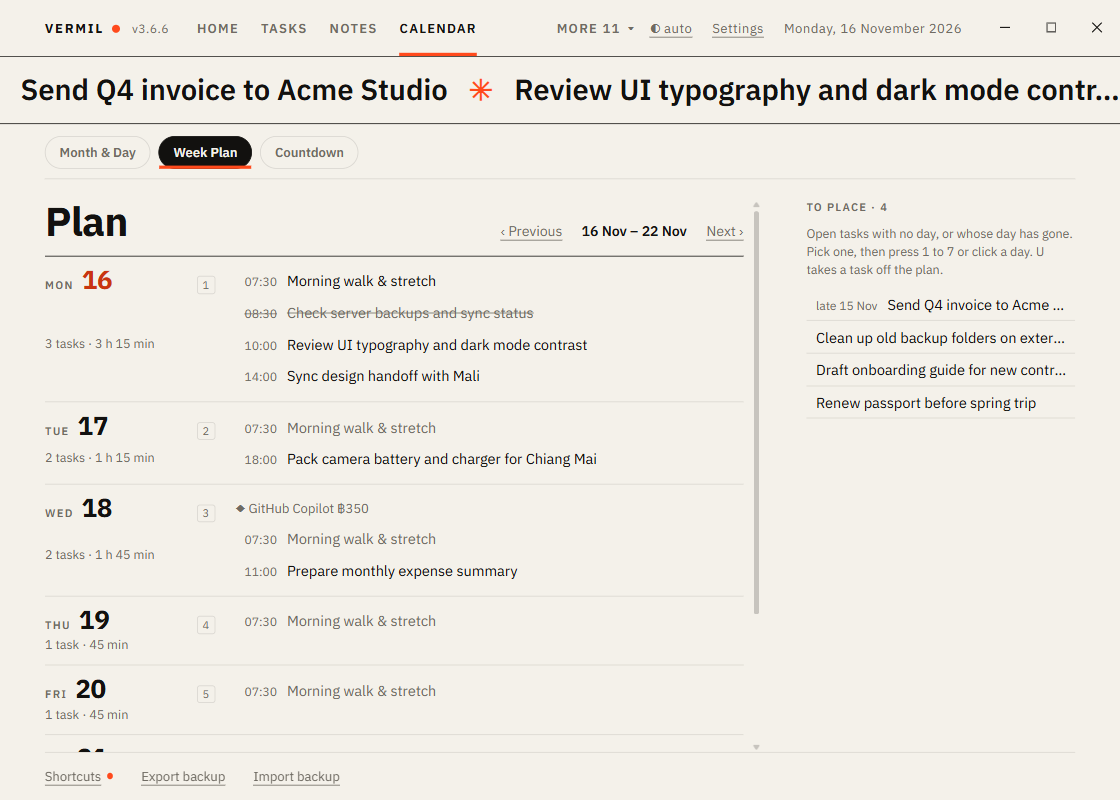 VERMIL v3.6.6 HOME TASKS NOTES CALENDAR MORE 11 auto Settings Monday, 16 November 2026
Send Q4 invoice to Acme Studio ✳ Review UI typography and dark mode contr...
Month & Day Week Plan Countdown
Plan
‹ Previous 16 Nov – 22 Nov Next ›
MON 16
3 tasks · 3 h 15 min
1
07:30 Morning walk & stretch
08:30 Check server backups and sync status
10:00 Review UI typography and dark mode contrast
14:00 Sync design handoff with Mali
TUE 17
2 tasks · 1 h 15 min
2
07:30 Morning walk & stretch
18:00 Pack camera battery and charger for Chiang Mai
WED 18
2 tasks · 1 h 45 min
3
◆ GitHub Copilot ฿350
07:30 Morning walk & stretch
11:00 Prepare monthly expense summary
THU 19
1 task · 45 min
4
07:30 Morning walk & stretch
FRI 20
1 task · 45 min
5
07:30 Morning walk & stretch
TO PLACE · 4
Open tasks with no day, or whose day has gone.
Pick one, then press 1 to 7 or click a day. U
takes a task off the plan.
late 15 Nov Send Q4 invoice to Acme ...
Clean up old backup folders on exter...
Draft onboarding guide for new contr...
Renew passport before spring trip
Shortcuts Export backup Import backup